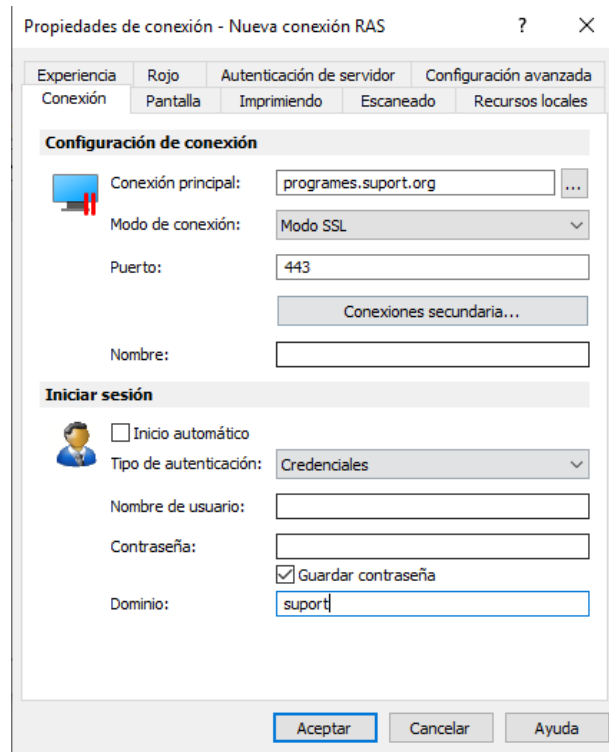 Propiedades de conexión - Nueva conexión RAS ? ×
Experiencia Rojo Autenticación de servidor Configuración avanzada
Conexión Pantalla Imprimiendo Escaneado Recursos locales
Configuración de conexión
Conexión principal: programes.suport.org ...
Modo de conexión: Modo SSL
Puerto: 443
Conexiones secundaria...
Nombre:
Iniciar sesión
Inicio automático
Tipo de autenticación: Credenciales
Nombre de usuario:
Contraseña:
Guardar contraseña
Dominio: suport
Aceptar Cancelar Ayuda